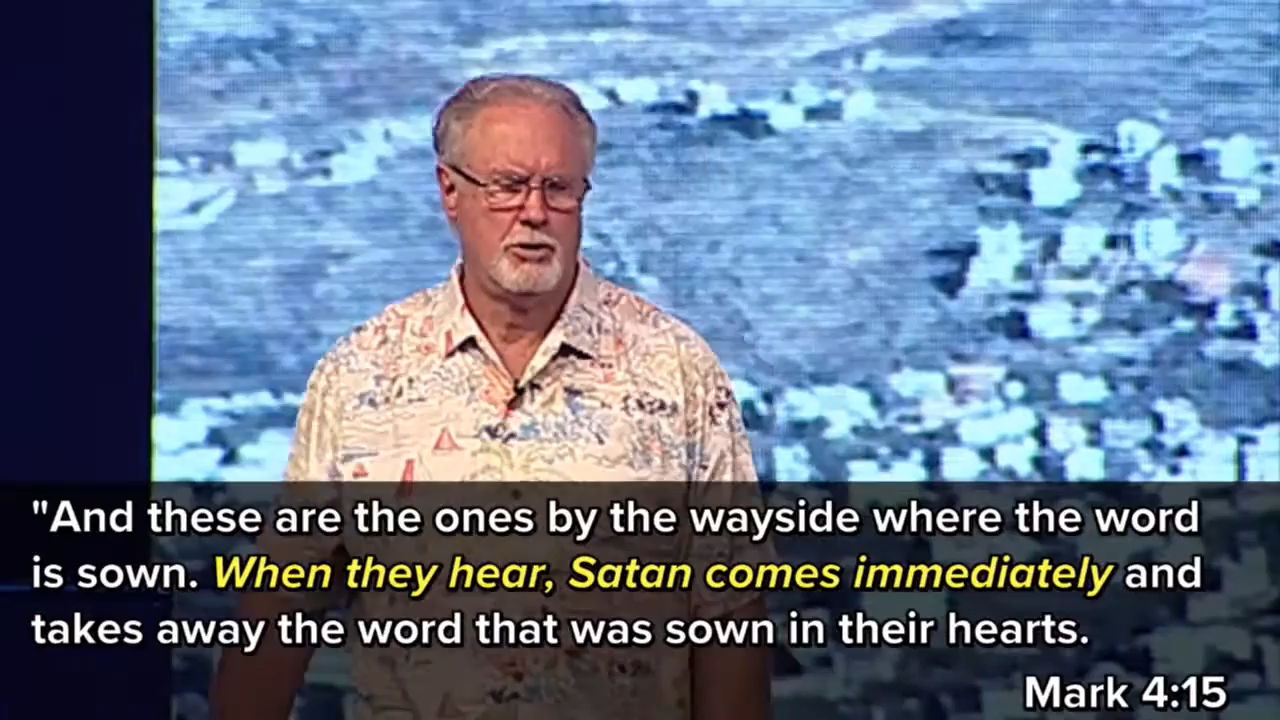 "And these are the ones by the wayside where the word
is sown. When they hear, Satan comes immediately and
takes away the word that was sown in their hearts.
Mark 4:15